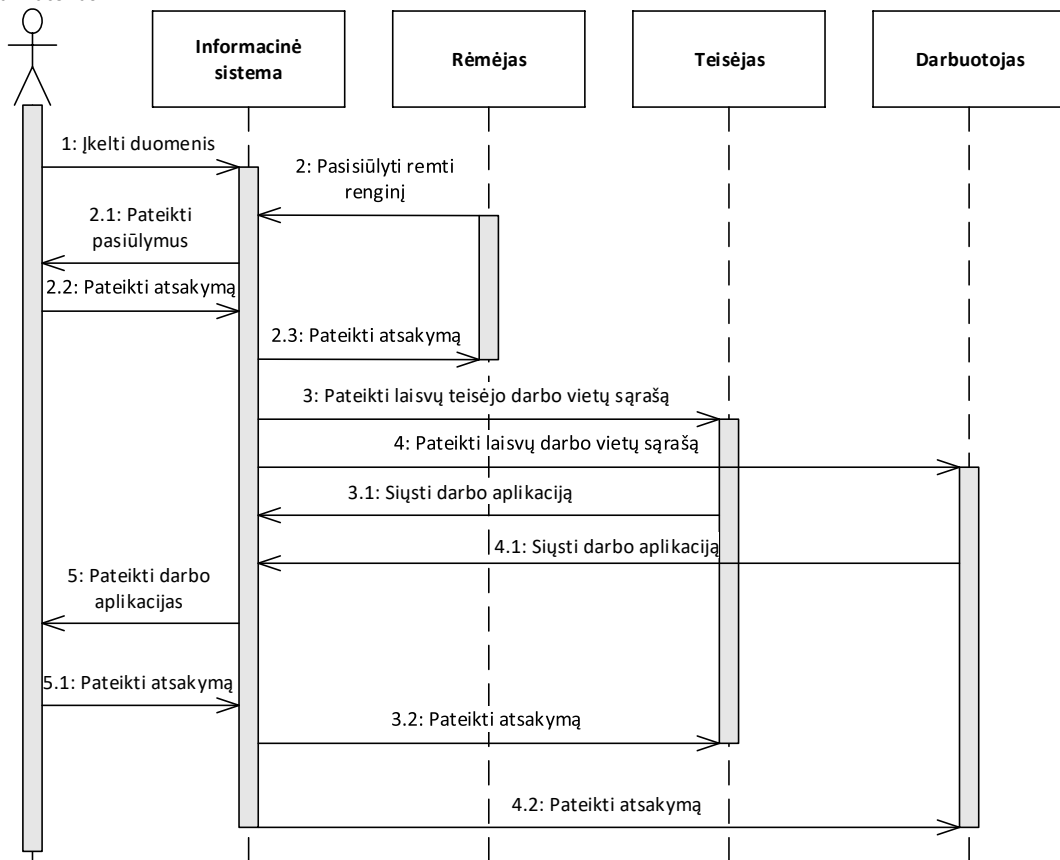 Informacinė
sistema
Rėmėjas
Teisėjas
Darbuotojas
1: Įkelti duomenis
2: Pasisiūlyti remti
renginį
2.1: Pateikti
pasiūlymus
2.2: Pateikti atsakymą
2.3: Pateikti atsakymą
3: Pateikti laisvų teisėjo darbo vietų sąrašą
4: Pateikti laisvų darbo vietų sąrašą
3.1: Siųsti darbo aplikaciją
4.1: Siųsti darbo aplikaciją
5: Pateikti darbo
aplikacijas
5.1: Pateikti atsakymą
3.2: Pateikti atsakymą
4.2: Pateikti atsakymą